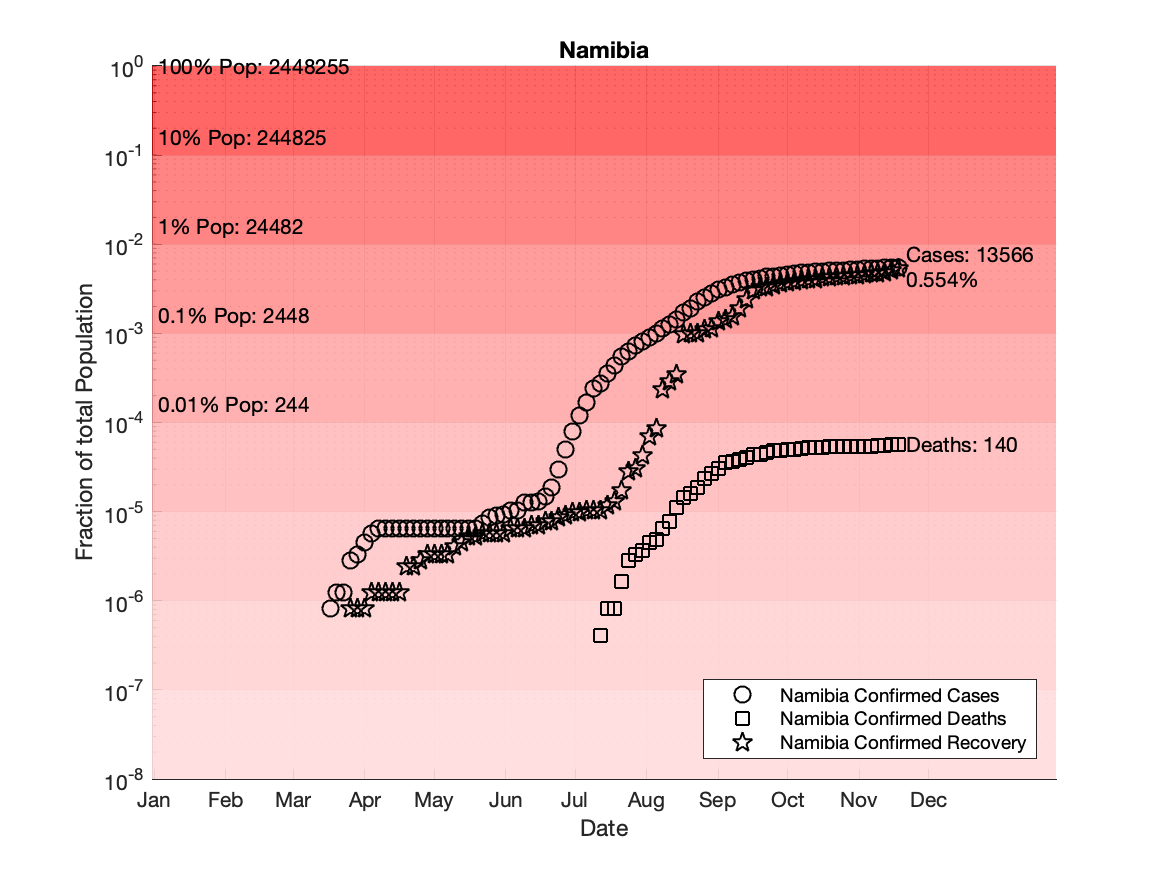 Namibia
10^0
100% Pop: 2448255
10% Pop: 244825
10^-1
1% Pop: 24482
10^-2
Cases: 13566
0.554%
0.1% Pop: 2448
10^-3
0.01% Pop: 244
10^-4
Deaths: 140
10^-5
10^-6
10^-7
10^-8
Fraction of total Population
Namibia Confirmed Cases
Namibia Confirmed Deaths
Namibia Confirmed Recovery
Jan Feb Mar Apr May Jun Jul Aug Sep Oct Nov Dec
Date